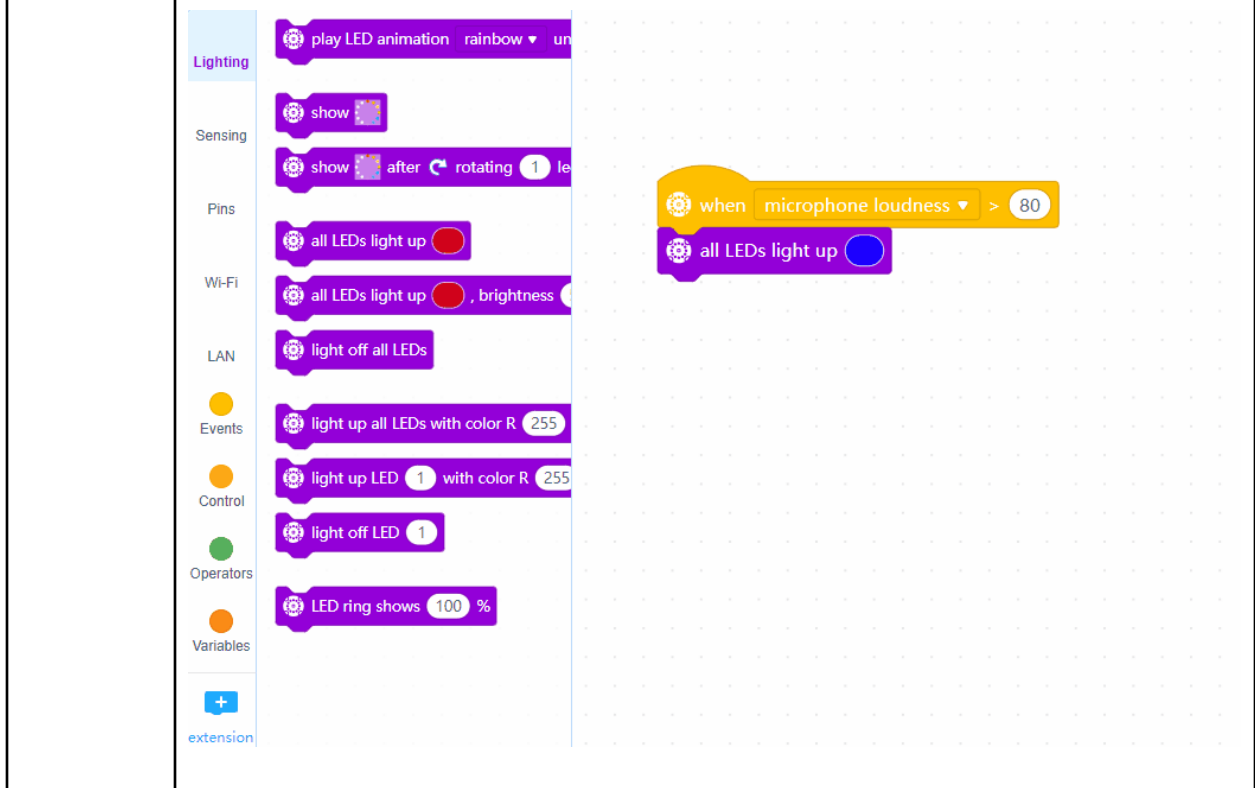 Lighting
Sensing
Pins
Wi-Fi
LAN
Events
Control
Operators
Variables
extension
play LED animation rainbow un
show
show after rotating 1 le
all LEDs light up
all LEDs light up , brightness
light off all LEDs
light up all LEDs with color R 255
light up LED 1 with color R 255
light off LED 1
LED ring shows 100 %
when microphone loudness > 80
all LEDs light up